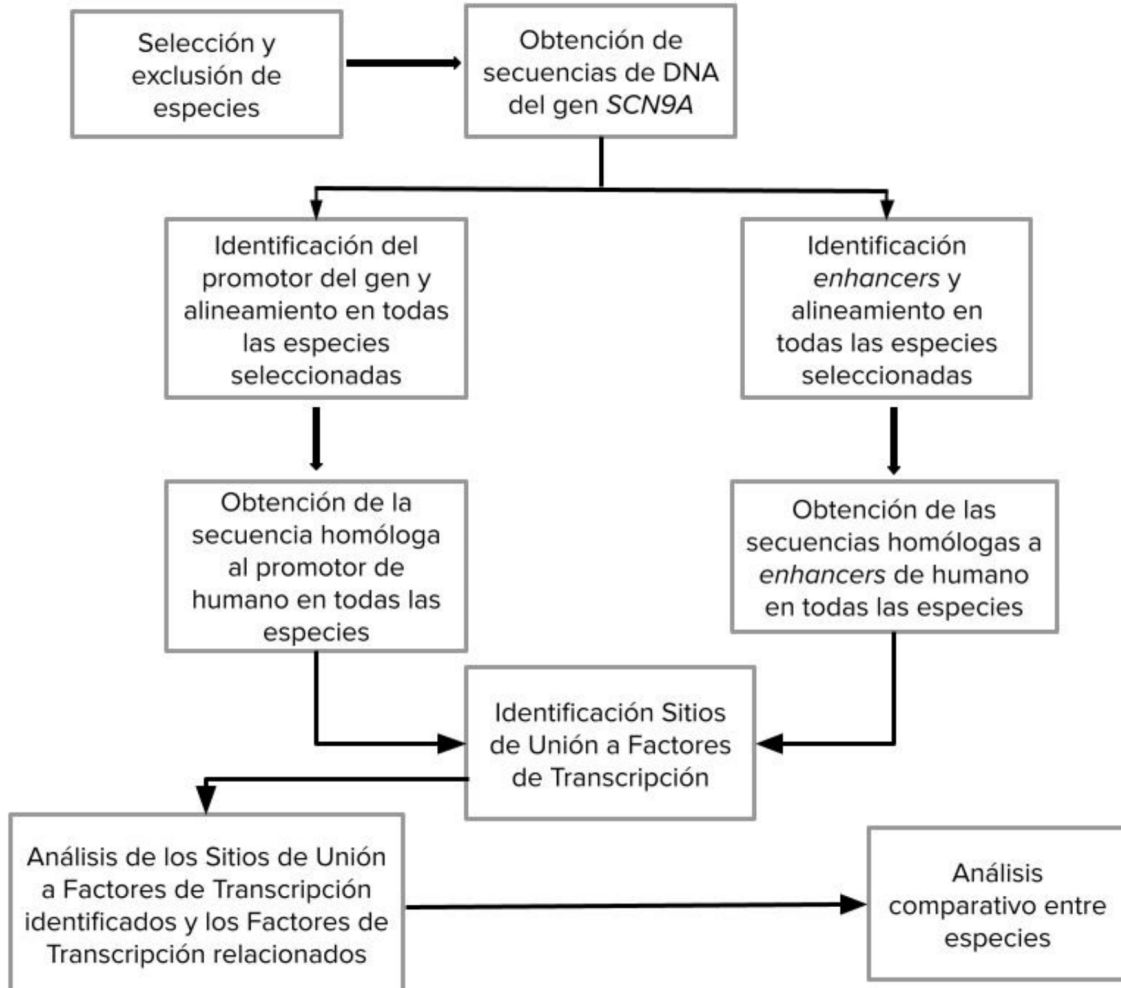 Selección y
exclusión de
especies
Obtención de
secuencias de DNA
del gen SCN9A
Identificación del
promotor del gen y
alineamiento en todas
las especies
seleccionadas
Identificación
enhancers y
alineamiento en
todas las especies
seleccionadas
Obtención de la
secuencia homóloga
al promotor de
humano en todas las
especies
Obtención de las
secuencias homólogas a
enhancers de humano
en todas las especies
Identificación Sitios
de Unión a Factores
de Transcripción
Análisis de los Sitios de Unión
a Factores de Transcripción
identificados y los Factores de
Transcripción relacionados
Análisis
comparativo entre
especies